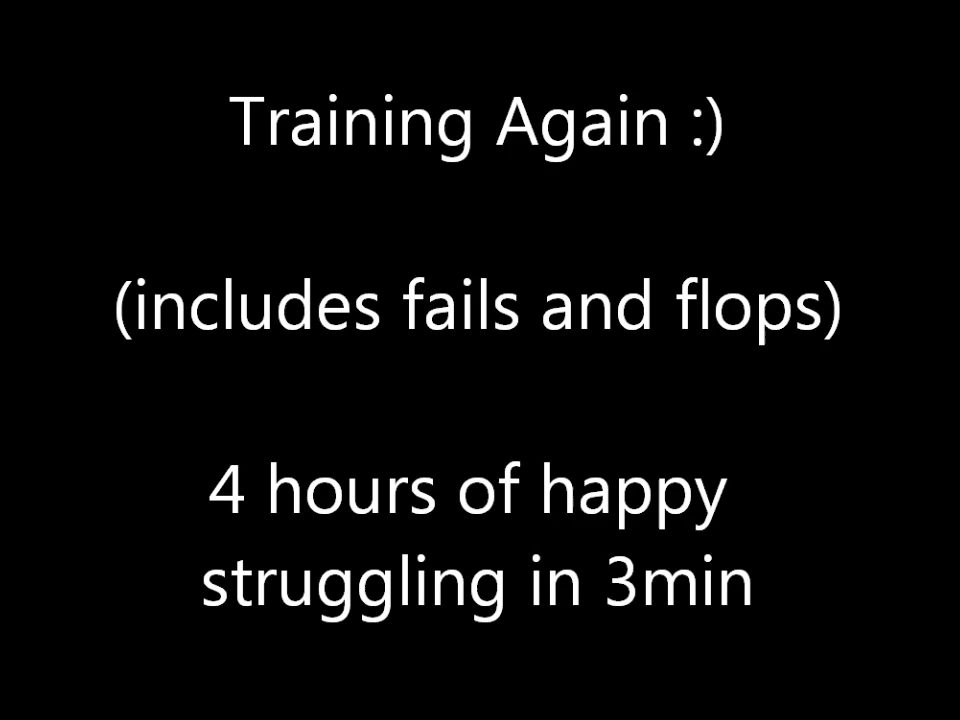 Training Again :)
(includes fails and flops)
4 hours of happy
struggling in 3min